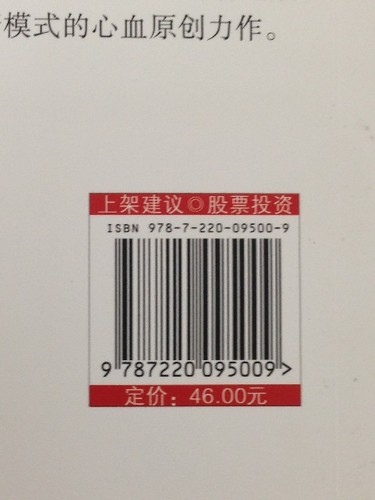 模式的心血原创力作。
上架建议◎股票投资
ISBN 978-7-220-09500-9
9 787220 095009 >
定价：46.00元